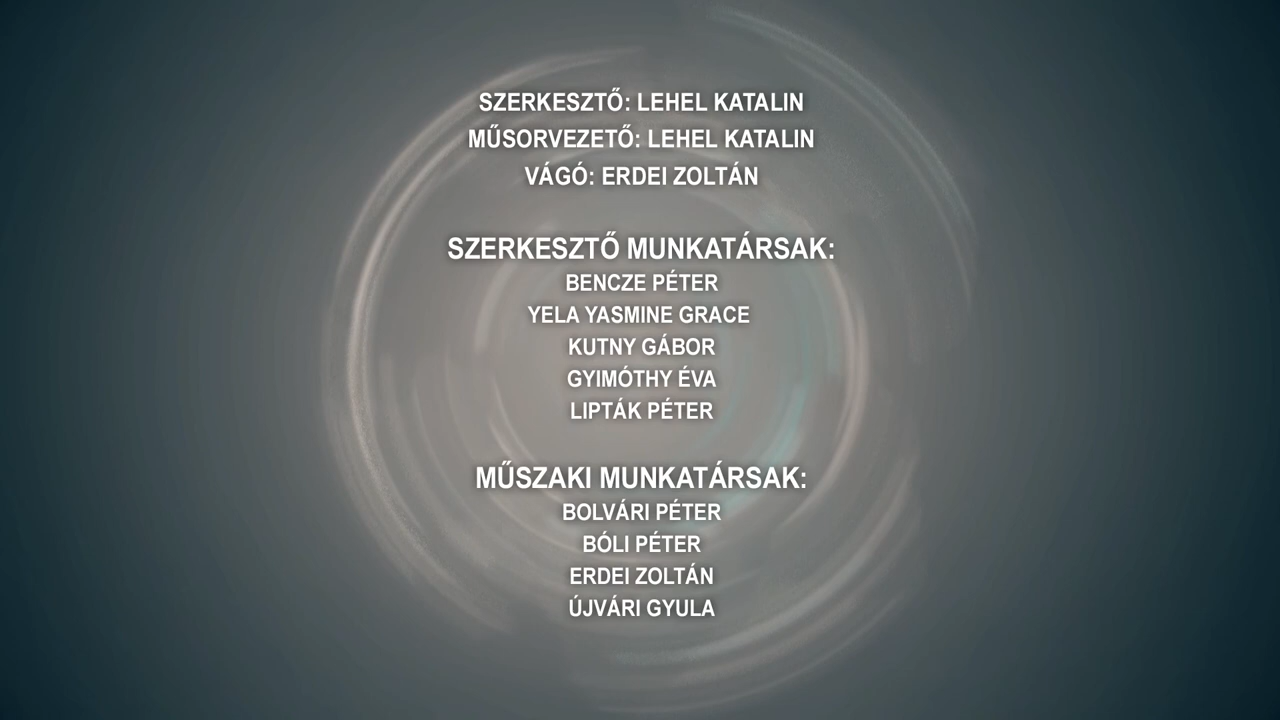 SZERKESZTŐ: LEHEL KATALIN
MŰSORVEZETŐ: LEHEL KATALIN
VÁGÓ: ERDEI ZOLTÁN
SZERKESZTŐ MUNKATÁRSAK:
BENCZE PÉTER
YELA YASMINE GRACE
KUTNY GÁBOR
GYIMÓTHY ÉVA
LIPTÁK PÉTER
MŰSZAKI MUNKATÁRSAK:
BOLVÁRI PÉTER
BÓLI PÉTER
ERDEI ZOLTÁN
ÚJVÁRI GYULA